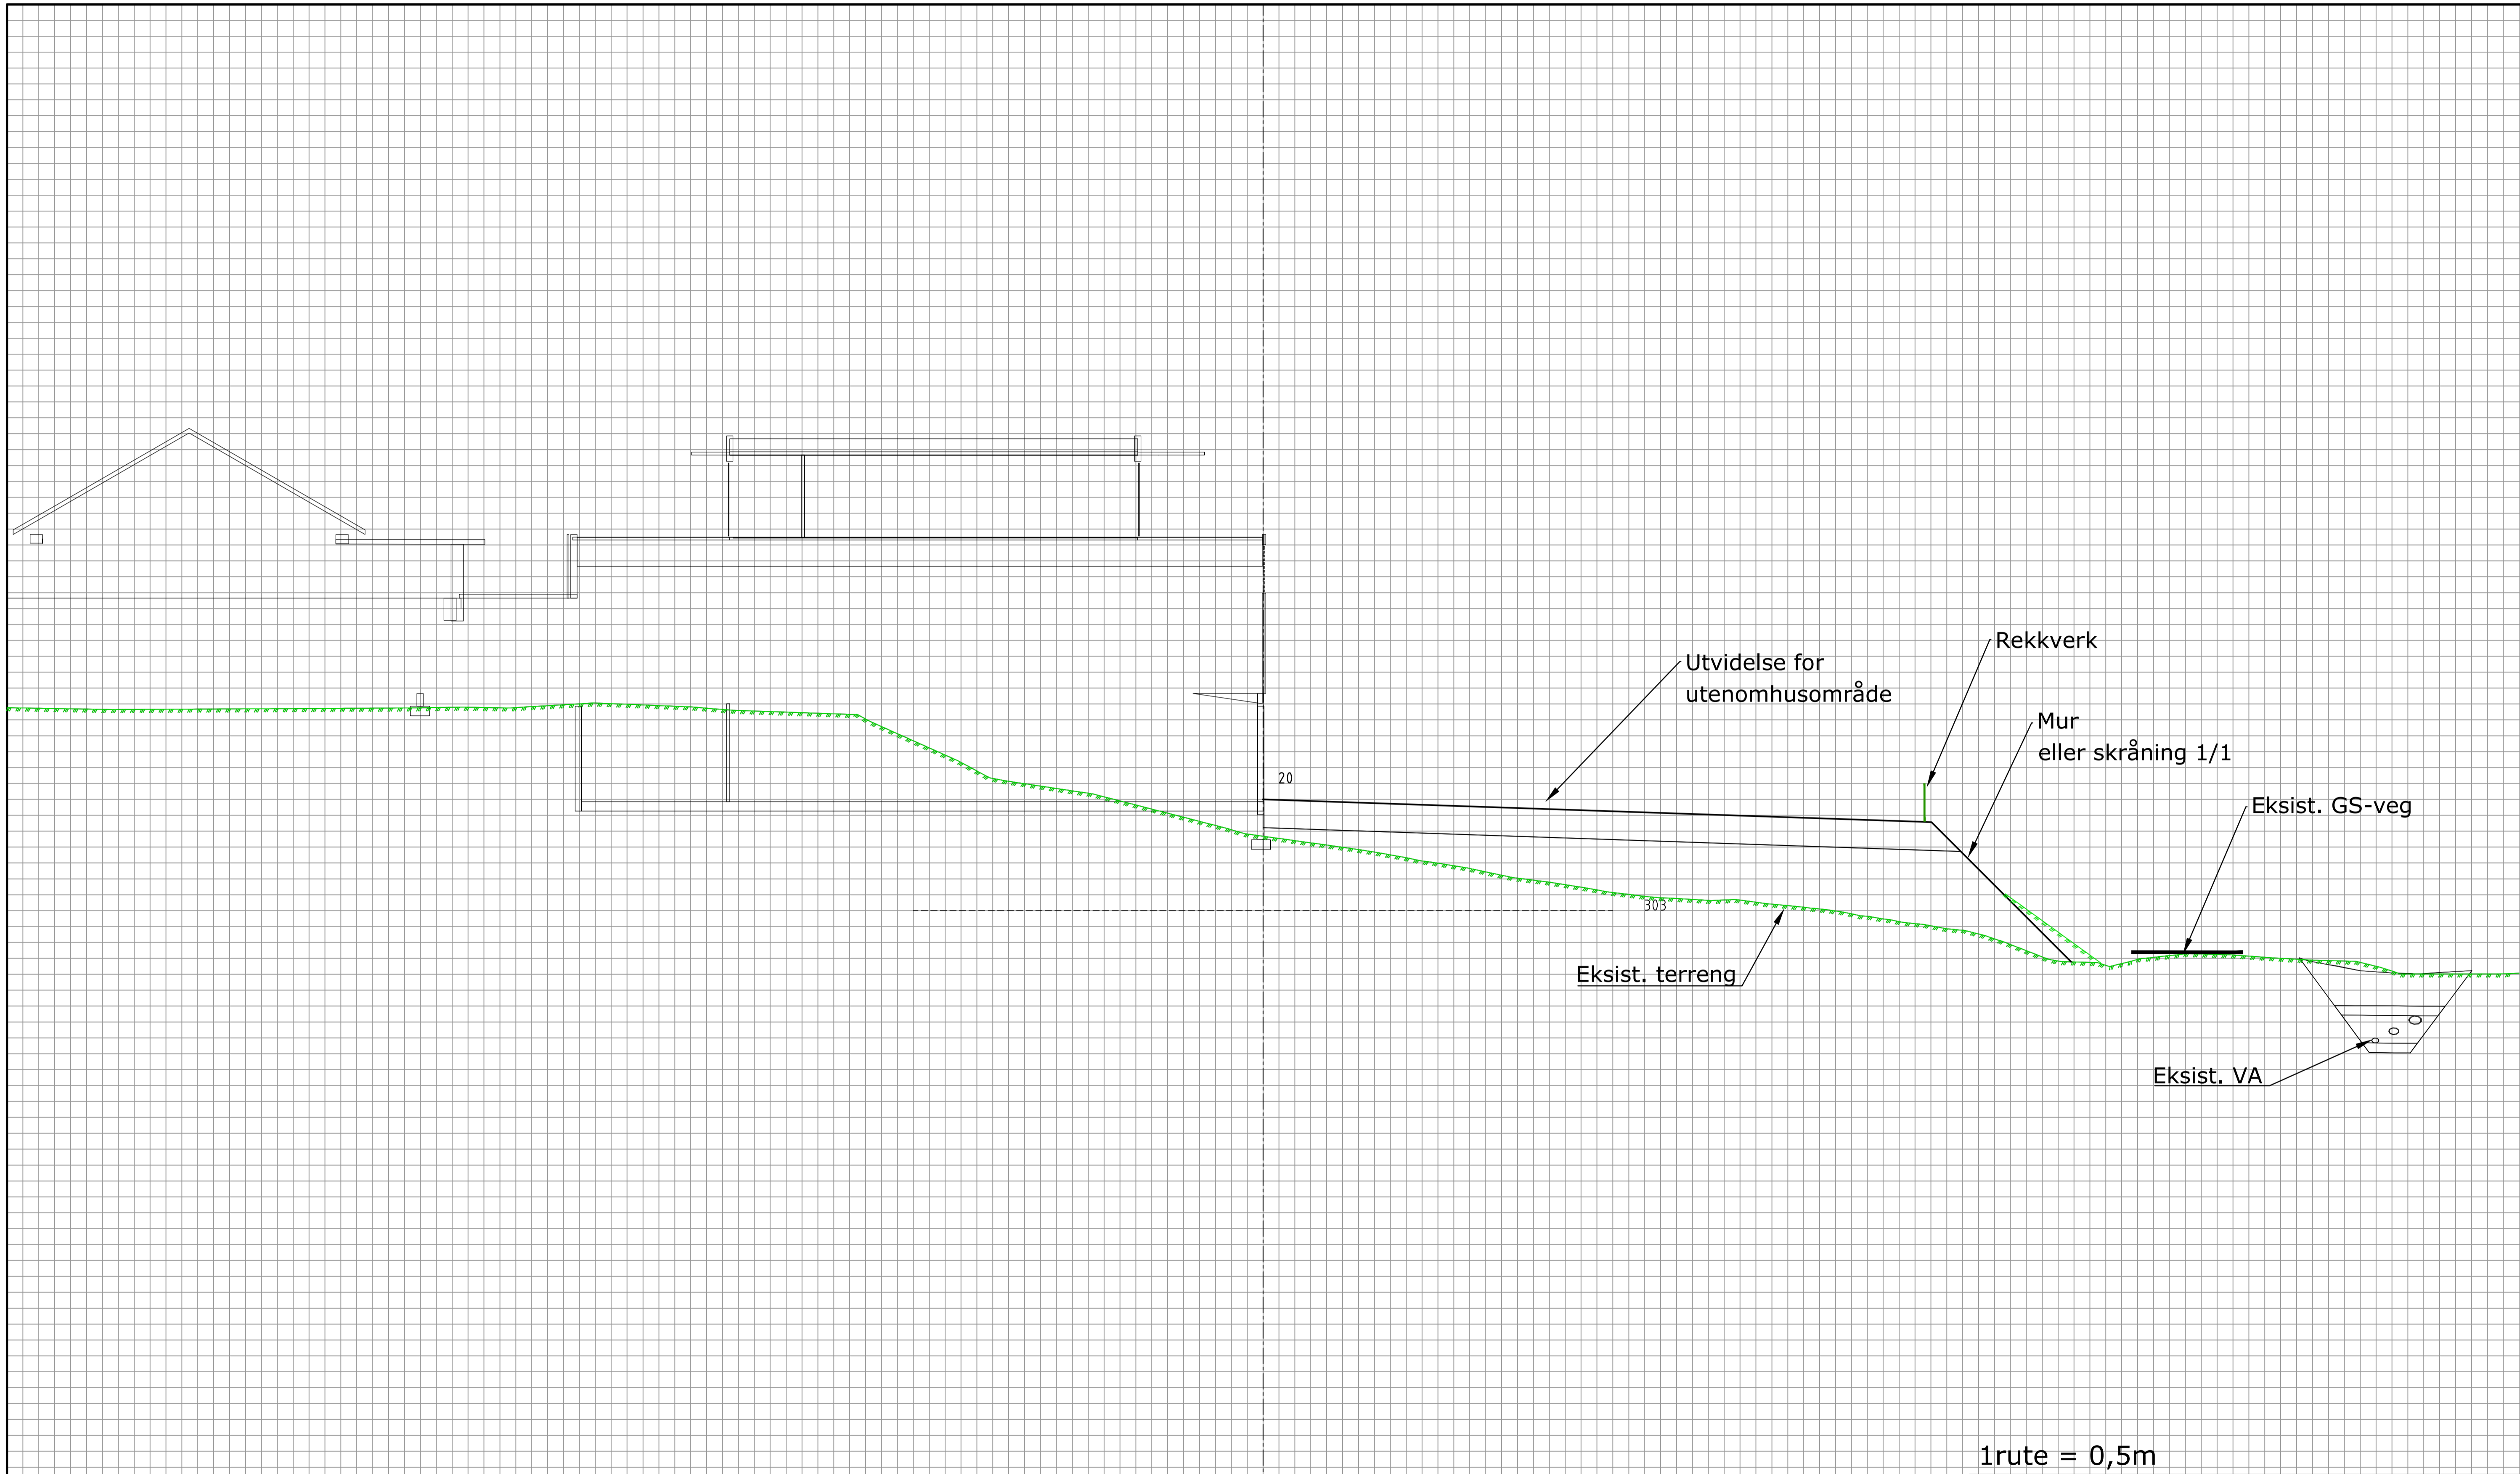 Rekkverk
Utvidelse for
utenomhusområde
Mur
eller skråning 1/1
20
Eksist. GS-veg
303
Eksist. terreng
Eksist. VA
1rute = 0,5m